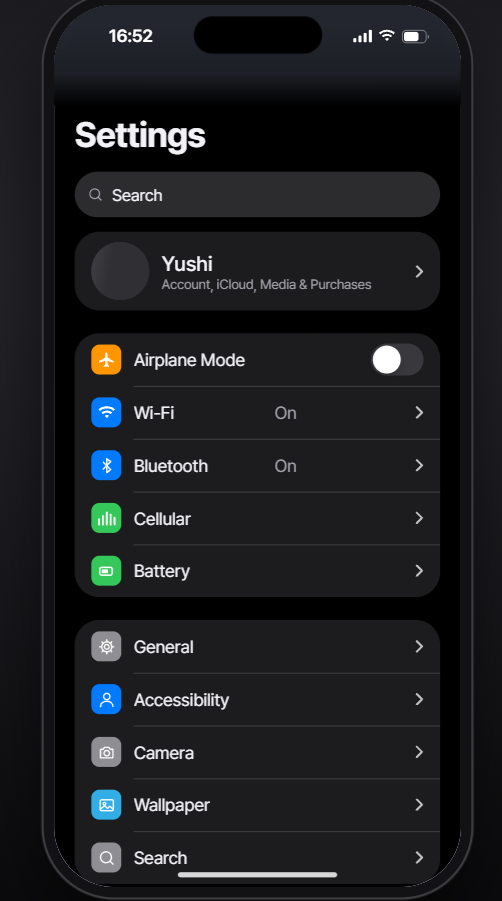 16:52
Settings
Search
Yushi
Account, iCloud, Media & Purchases
Airplane Mode
Wi-Fi On
Bluetooth On
Cellular
Battery
General
Accessibility
Camera
Wallpaper
Search